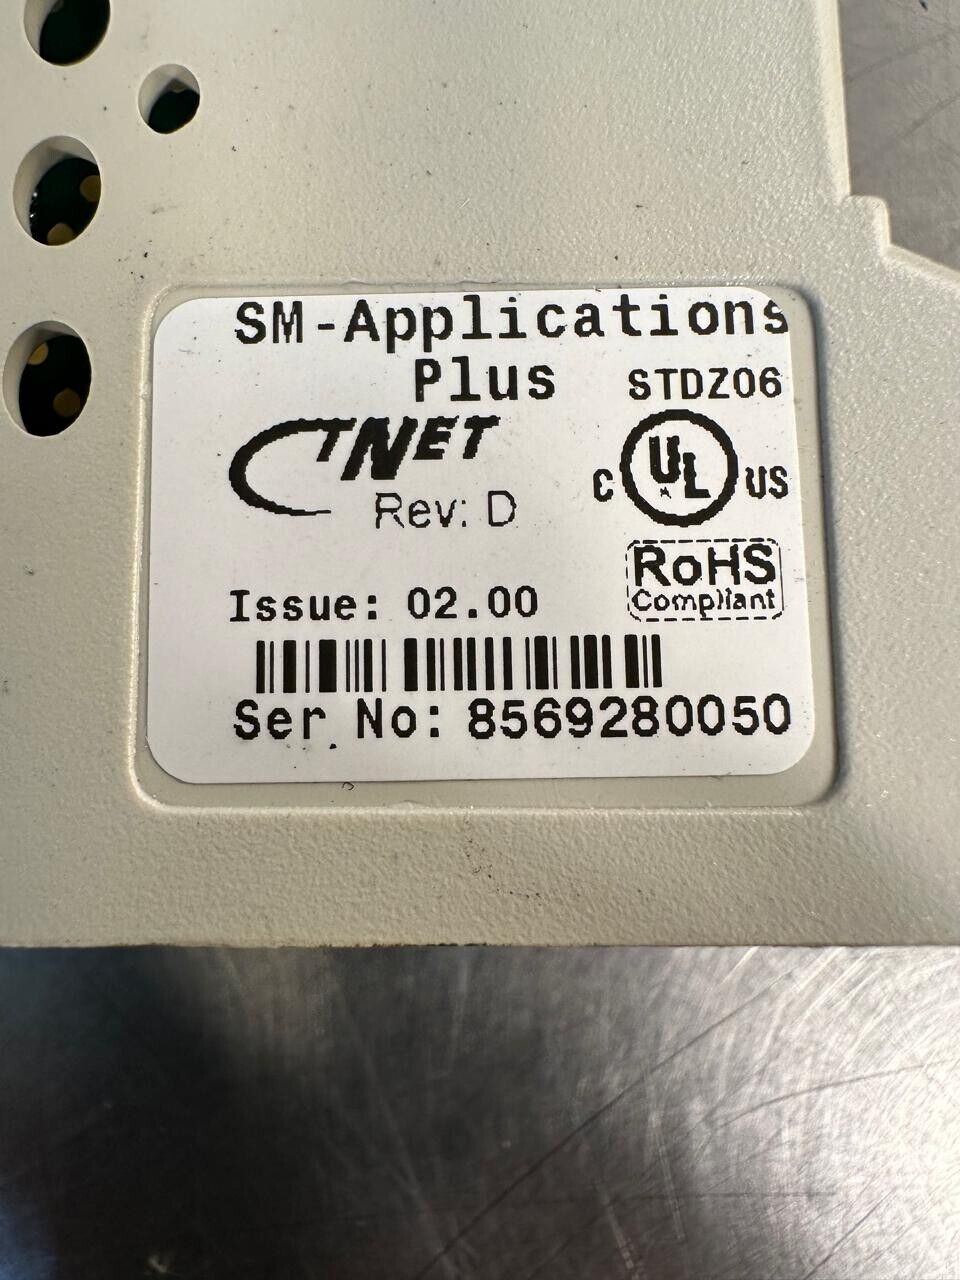 SM-Applications
Plus STDZ06
CTNET
Rev: D
C UL US
RoHS
Compliant
Issue: 02.00
Ser No: 8569280050